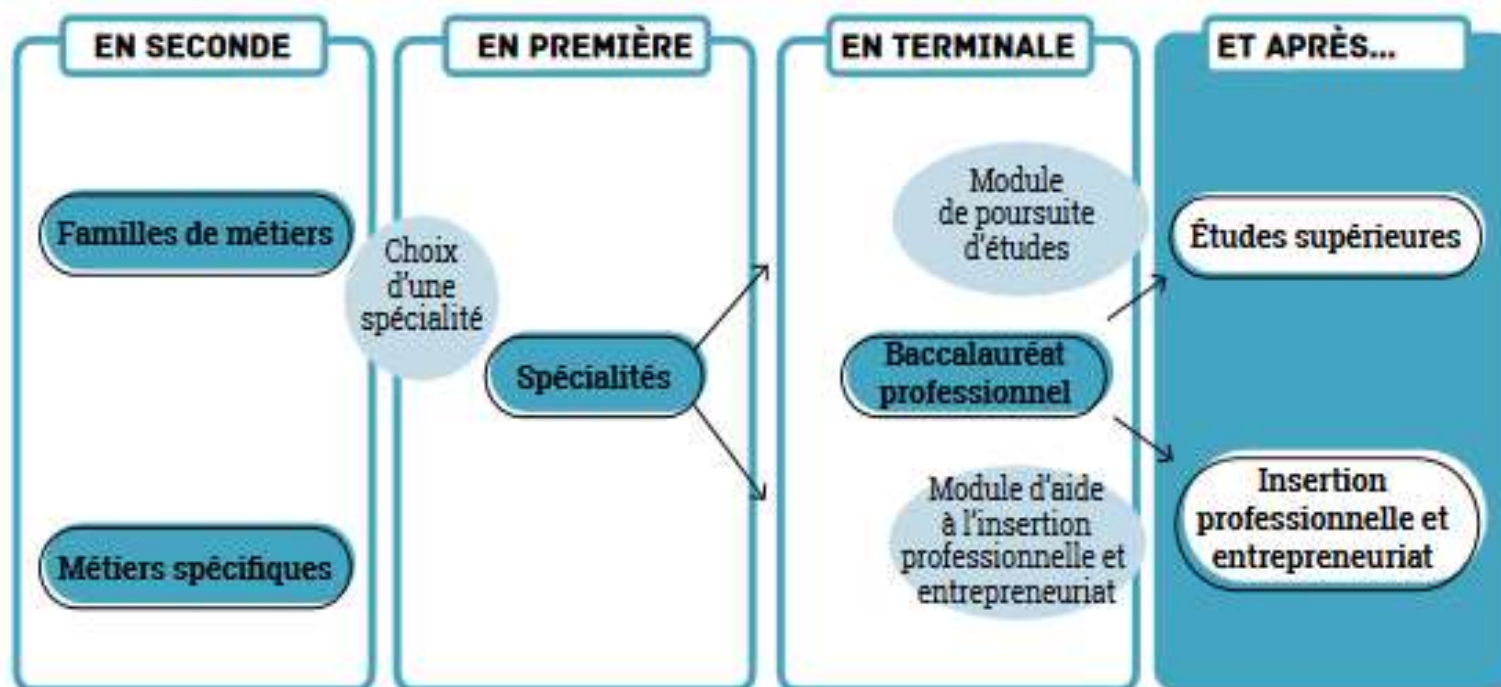 EN SECONDE
Familles de métiers
Métiers spécifiques
Choix
d'une
spécialité
EN PREMIÈRE
Spécialités
EN TERMINALE
Module
de poursuite
d'études
Baccalauréat
professionnel
Module d'aide
à l'insertion
professionnelle et
entrepreneuriat
ET APRÈS...
Études supérieures
Insertion
professionnelle et
entrepreneuriat